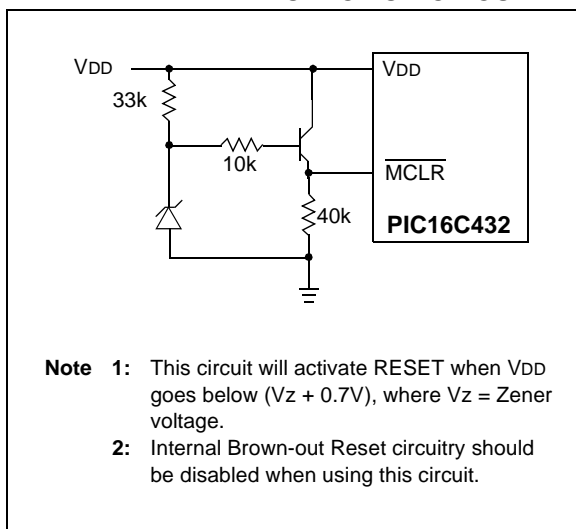 VDD
VDD
33k
10k
MCLR
40k
PIC16C432
Note 1: This circuit will activate RESET when VDD
goes below (Vz + 0.7V), where Vz = Zener
voltage.
2: Internal Brown-out Reset circuitry should
be disabled when using this circuit.